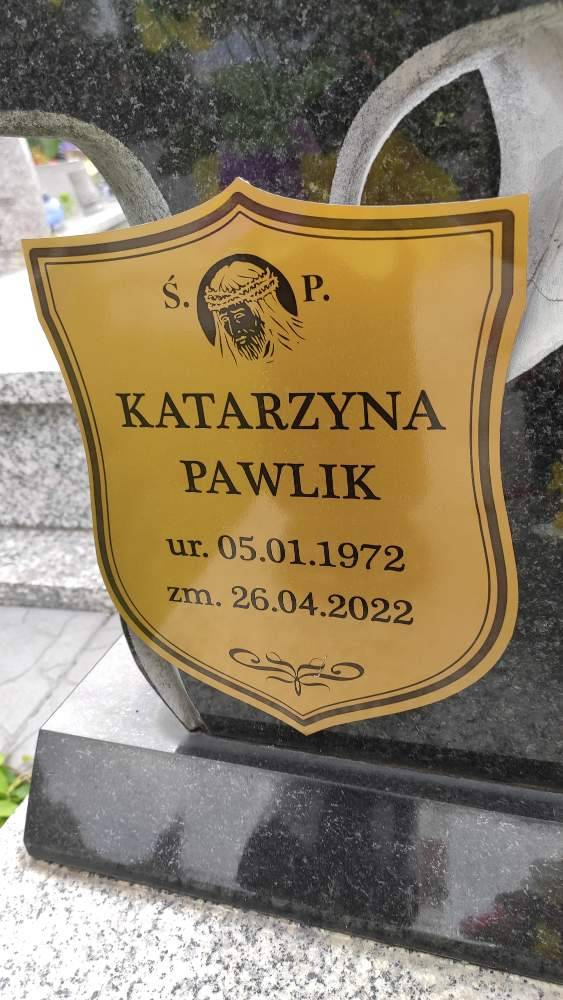 Ś. P.
KATARZYNA
PAWLIK
ur. 05.01.1972
zm. 26.04.2022